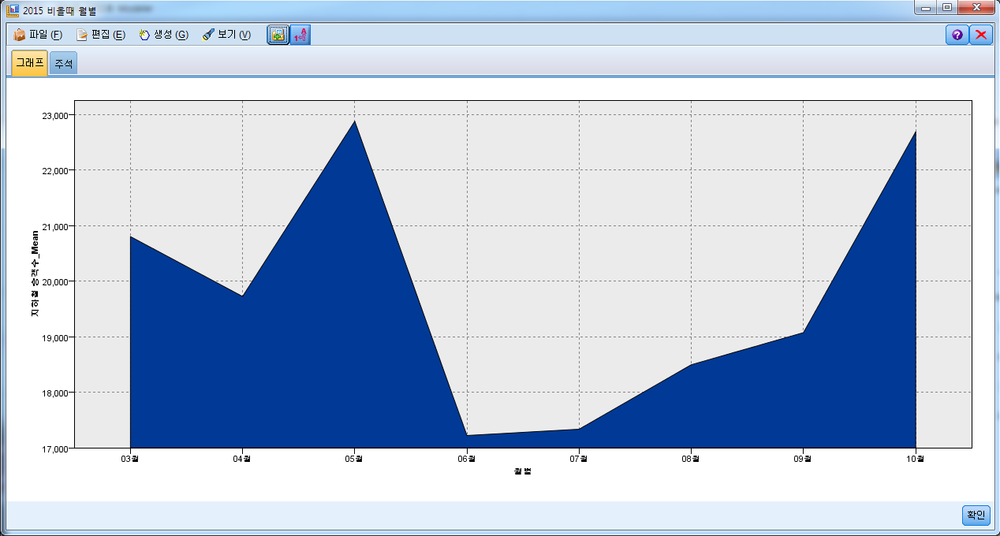 2015 비올때 월별
파일 (F) 편집 (E) 생성 (G) 보기 (V)
그래프 주석
23,000
22,000
21,000
20,000
19,000
18,000
17,000
지하철 승객수_Mean
03월 04월 05월 06월 07월 08월 09월 10월
월별
확인